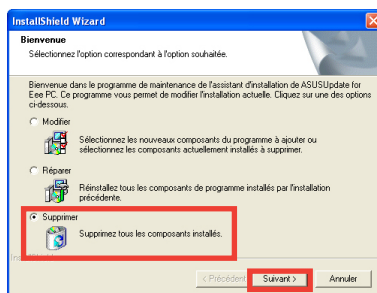 InstallShield Wizard
Bienvenue
Sélectionnez l'option correspondant à l'option souhaitée.
Bienvenue dans le programme de maintenance de l'assistant d'installation de ASUSUpdate for
Eee PC. Ce programme vous permet de modifier l'installation actuelle. Cliquez sur une des options
ci-dessous.
Modifier
Sélectionnez les nouveaux composants du programme à ajouter ou
sélectionnez les composants actuellement installés à supprimer.
Réparer
Réinstallez tous les composants de programme installés par l'installation
précédente.
Supprimer
Supprimez tous les composants installés.
< Précédent
Suivant >
Annuler